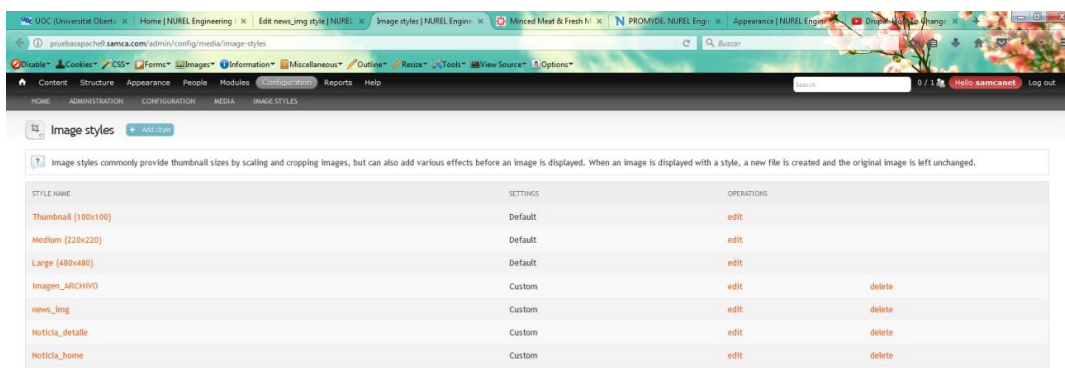 UOC (Universitat Obert
Home | NUREL Engineering
Edit news_img style | NUREL
Image styles | NUREL Engine
Minced Meat & Fresh M
PROMYDE. NUREL Engi
Appearance | NUREL Engin
pruebasapache9.samca.com/admin/config/media/image-styles
Buscar
Disable Cookies CSS Forms Images Information Miscellaneous Outline Resize Tools View Source Options
Content Structure Appearance People Modules Configuration Reports Help
Search
0 / 1
Hello samcanet
Log out
HOME ADMINISTRATION CONFIGURATION MEDIA IMAGE STYLES
Image styles + Add style
Image styles commonly provide thumbnail sizes by scaling and cropping images, but can also add various effects before an image is displayed. When an image is displayed with a style, a new file is created and the original image is left unchanged.
STYLE NAME SETTINGS OPERATIONS
Thumbnail (100x100) Default edit
Medium (220x220) Default edit
Large (480x480) Default edit
Imagen_ARCHIVO Custom edit delete
news_img Custom edit delete
Noticia_detalle Custom edit delete
Noticia_home Custom edit delete